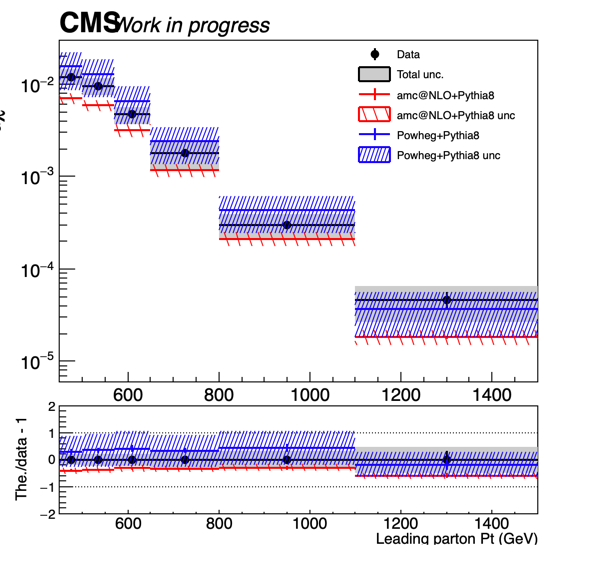 CMS Work in progress
Data
Total unc.
amc@NLO+Pythia8
amc@NLO+Pythia8 unc
Powheg+Pythia8
Powheg+Pythia8 unc
10−2
10−3
10−4
10−5
600 800 1000 1200 1400
The./data - 1
2
1
0
−1
−2
600 800 1000 1200 1400
Leading parton Pt (GeV)